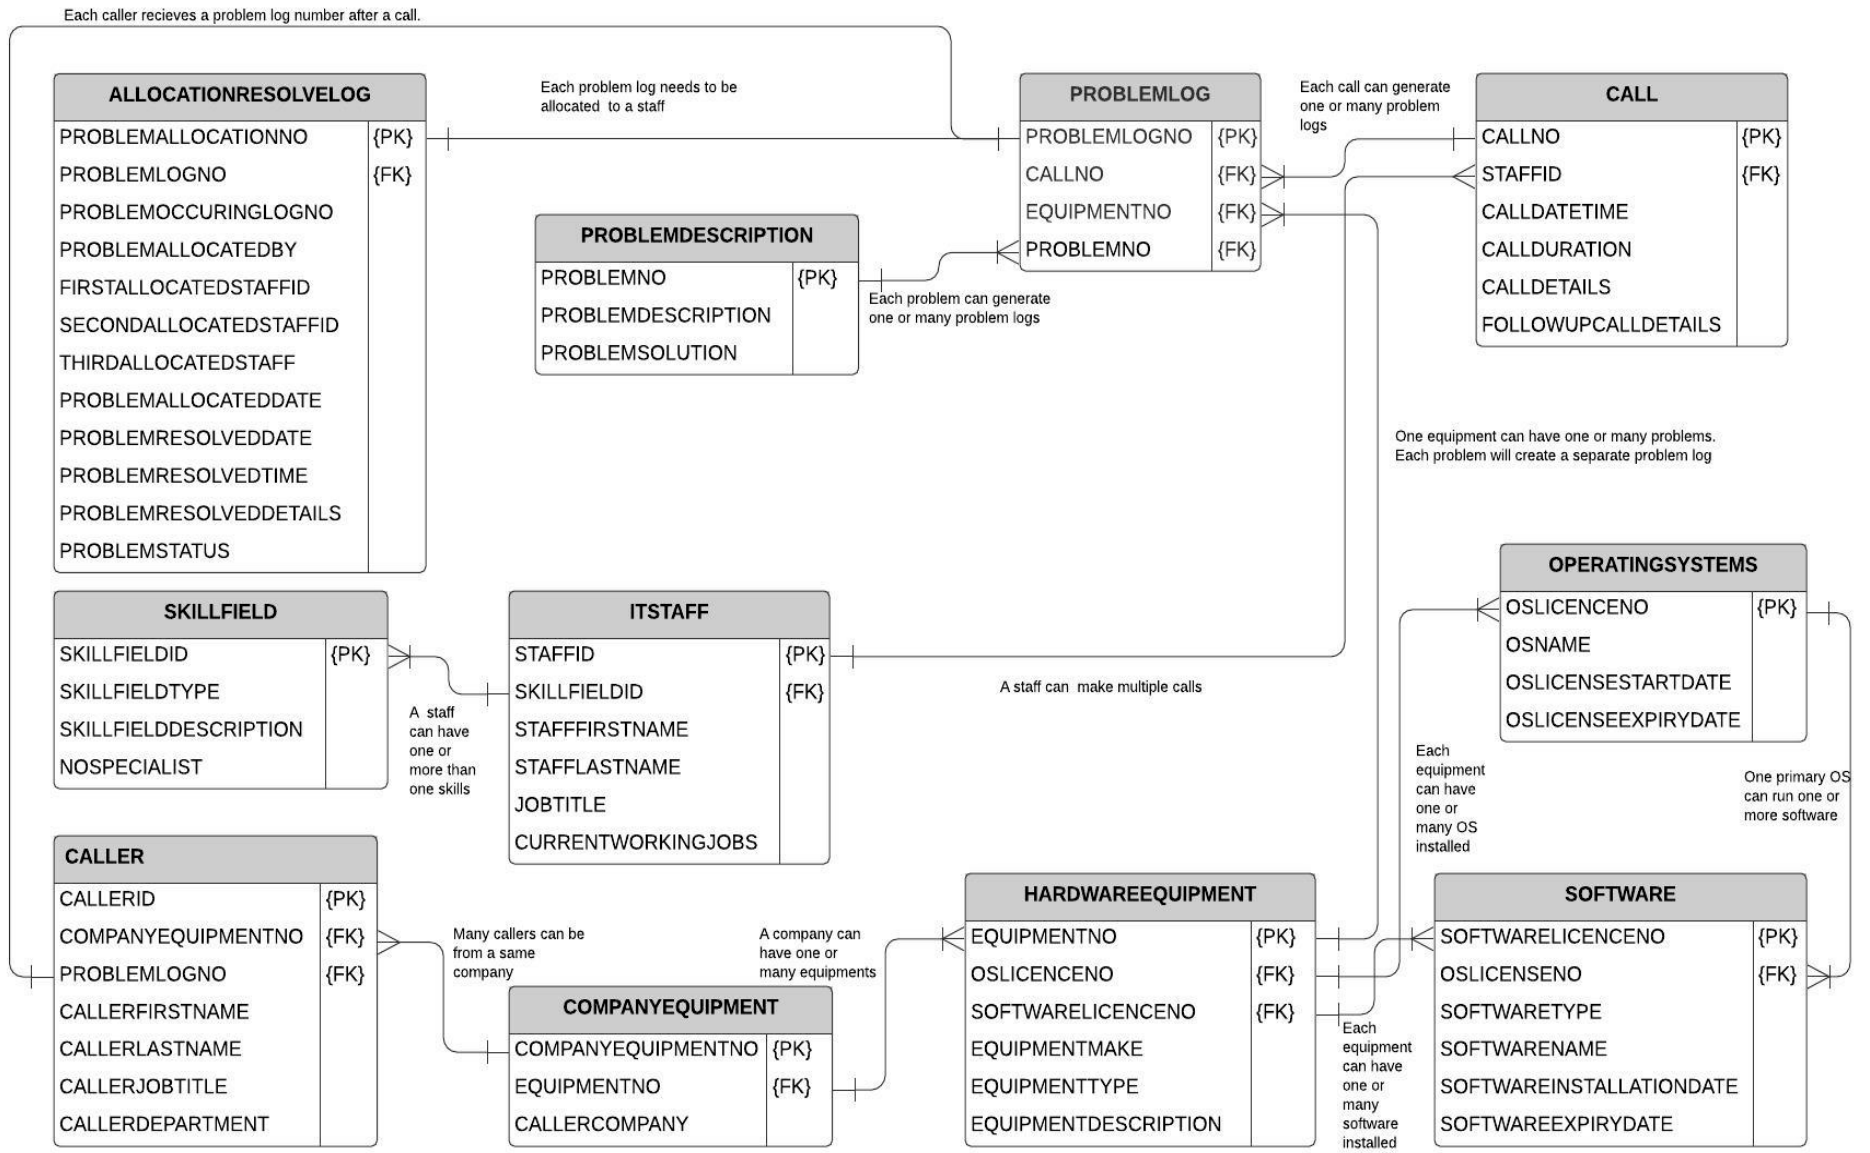 Each caller recieves a problem log number after a call.
ALLOCATIONRESOLVELOG
PROBLEMALLOCATIONNO {PK}
PROBLEMLOGNO {FK}
PROBLEMOCCURINGLOGNO
PROBLEMALLOCATEDBY
FIRSTALLOCATEDSTAFFID
SECONDALLOCATEDSTAFFID
THIRDALLOCATEDSTAFF
PROBLEMALLOCATEDDATE
PROBLEMRESOLVEDDATE
PROBLEMRESOLVEDTIME
PROBLEMRESOLVEDDETAILS
PROBLEMSTATUS
Each problem log needs to be
allocated to a staff
PROBLEMDESCRIPTION
PROBLEMNO {PK}
PROBLEMDESCRIPTION
PROBLEMSOLUTION
Each problem can generate
one or many problem logs
PROBLEMLOG
PROBLEMLOGNO {PK}
CALLNO {FK}
EQUIPMENTNO {FK}
PROBLEMNO {FK}
Each call can generate
one or many problem
logs
CALL
CALLNO {PK}
STAFFID {FK}
CALLDATETIME
CALLDURATION
CALLDETAILS
FOLLOWUPCALLDETAILS
One equipment can have one or many problems.
Each problem will create a separate problem log
SKILLFIELD
SKILLFIELDID {PK}
SKILLFIELDTYPE
SKILLFIELDDESCRIPTION
NOSPECIALIST
A staff
can have
one or
more than
one skills
ITSTAFF
STAFFID {PK}
SKILLFIELDID {FK}
STAFFFIRSTNAME
STAFFLASTNAME
JOBTITLE
CURRENTWORKINGJOBS
A staff can make multiple calls
OPERATINGSYSTEMS
OSLICENCENO {PK}
OSNAME
OSLICENSESTARTDATE
OSLICENSEEXPIRYDATE
Each
equipment
can have
one or
many OS
installed
One primary OS
can run one or
more software
CALLER
CALLERID {PK}
COMPANYEQUIPMENTNO {FK}
PROBLEMLOGNO {FK}
CALLERFIRSTNAME
CALLERLASTNAME
CALLERJOBTITLE
CALLERDEPARTMENT
Many callers can be
from a same
company
COMPANYEQUIPMENT
COMPANYEQUIPMENTNO {PK}
EQUIPMENTNO {FK}
CALLERCOMPANY
A company can
have one or
many equipments
HARDWAREEQUIPMENT
EQUIPMENTNO {PK}
OSLICENCENO {FK}
SOFTWARELICENCENO {FK}
EQUIPMENTMAKE
EQUIPMENTTYPE
EQUIPMENTDESCRIPTION
Each
equipment
can have
one or
many
software
installed
SOFTWARE
SOFTWARELICENCENO {PK}
OSLICENSENO {FK}
SOFTWARETYPE
SOFTWARENAME
SOFTWAREINSTALLATIONDATE
SOFTWAREEXPIRYDATE